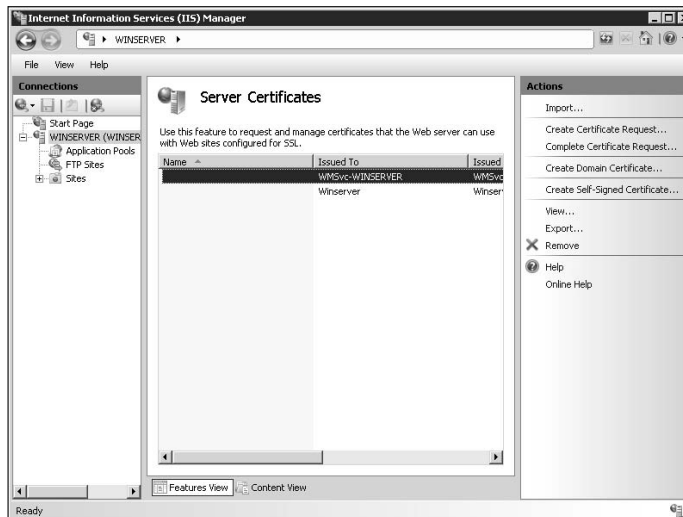 Internet Information Services (IIS) Manager
WINSERVER
File View Help
Connections
Start Page
WINSERVER (WINSER
Application Pools
FTP Sites
Sites
Server Certificates
Use this feature to request and manage certificates that the Web server can use
with Web sites configured for SSL.
Name Issued To Issued
WMSvc-WINSERVER WMSvc
Winserver Winser
Features View Content View
Actions
Import...
Create Certificate Request...
Complete Certificate Request...
Create Domain Certificate...
Create Self-Signed Certificate...
View...
Export...
Remove
Help
Online Help
Ready